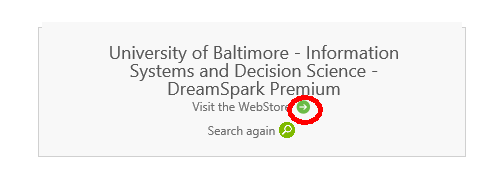 University of Baltimore - Information
Systems and Decision Science -
DreamSpark Premium
Visit the WebStore
Search again